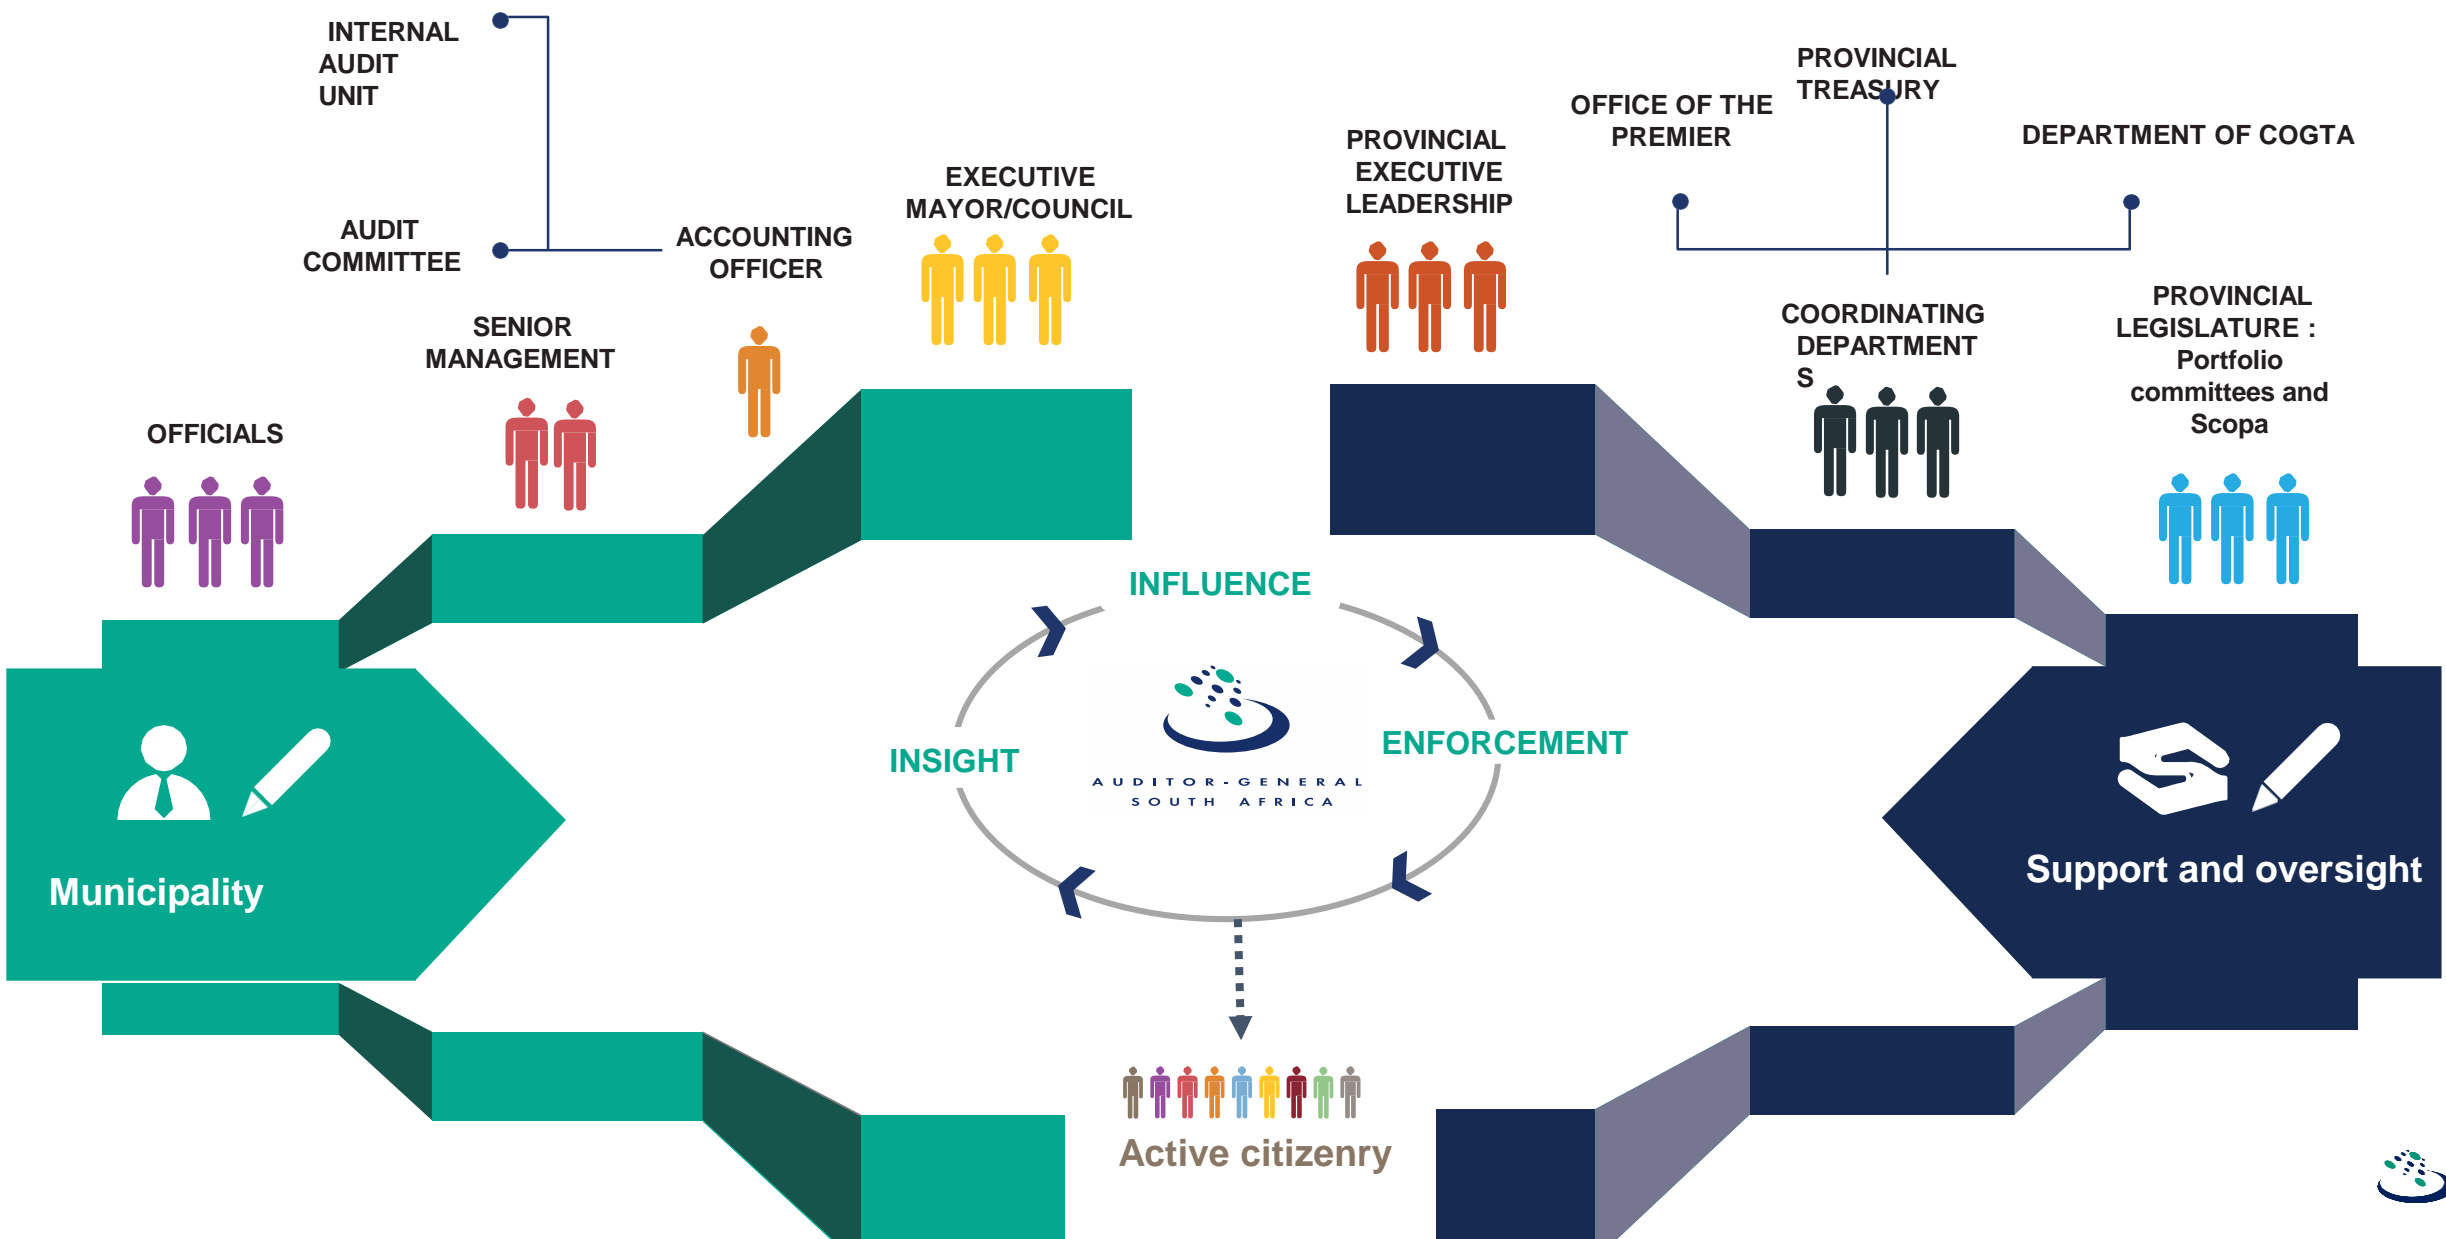 INTERNAL
AUDIT
UNIT
AUDIT
COMMITTEE
ACCOUNTING
OFFICER
EXECUTIVE
MAYOR/COUNCIL
SENIOR
MANAGEMENT
OFFICIALS
PROVINCIAL
EXECUTIVE
LEADERSHIP
OFFICE OF THE
PREMIER
PROVINCIAL
TREASURY
DEPARTMENT OF COGTA
COORDINATING
DEPARTMENT
S
PROVINCIAL
LEGISLATURE :
Portfolio
committees and
Scopa
INFLUENCE
INSIGHT
ENFORCEMENT
AUDITOR-GENERAL
SOUTH AFRICA
Municipality
Support and oversight
Active citizenry